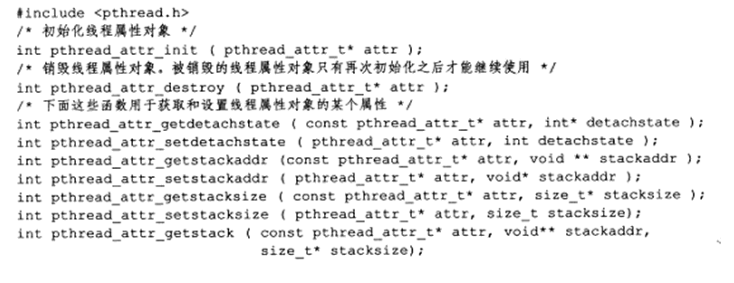 #include <pthread.h>
/* 初始化线程属性对象 */
int pthread_attr_init ( pthread_attr_t* attr );
/* 销毁线程属性对象。被销毁的线程属性对象只有再次初始化之后才能继续使用 */
int pthread_attr_destroy ( pthread_attr_t* attr );
/* 下面这些函数用于获取和设置线程属性对象的某个属性 */
int pthread_attr_getdetachstate ( const pthread_attr_t* attr, int* detachstate );
int pthread_attr_setdetachstate ( pthread_attr_t* attr, int detachstate );
int pthread_attr_getstackaddr (const pthread_attr_t* attr, void ** stackaddr );
int pthread_attr_setstackaddr ( pthread_attr_t* attr, void* stackaddr );
int pthread_attr_getstacksize ( const pthread_attr_t* attr, size_t* stacksize );
int pthread_attr_setstacksize ( pthread_attr_t* attr, size_t stacksize);
int pthread_attr_getstack ( const pthread_attr_t* attr, void** stackaddr,
size_t* stacksize);